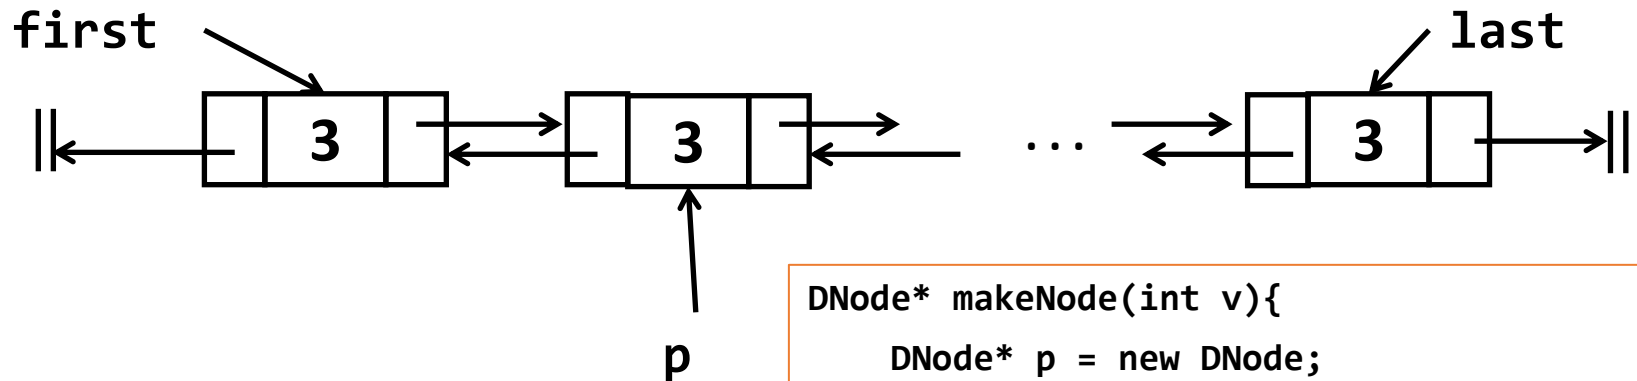 first
last
3
3
...
3
p
DNode* makeNode(int v){
DNode* p = new DNode;